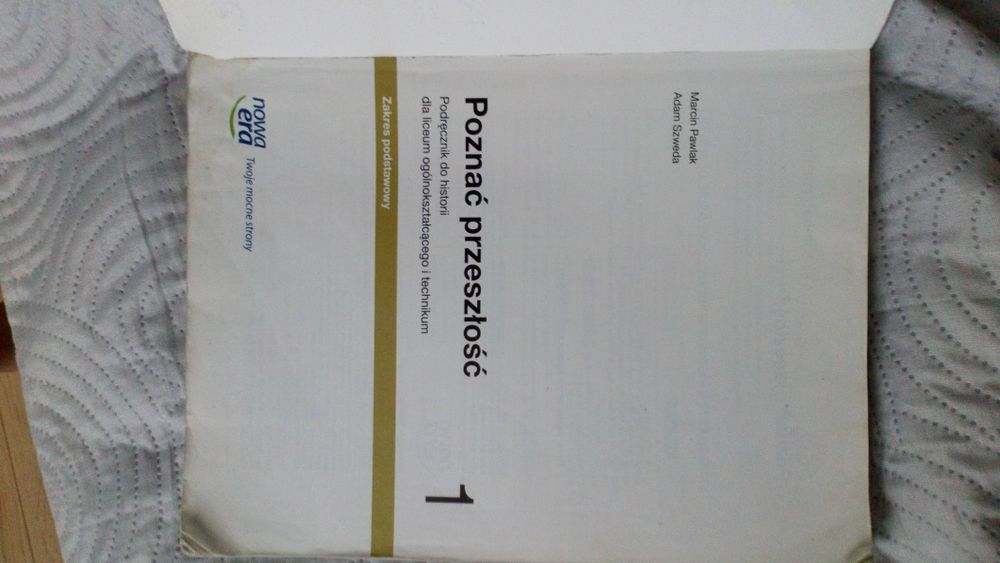 Marcin Pawlak
Adam Szweda
Poznać przeszłość 1
Podręcznik do historii
dla liceum ogólnokształcącego i technikum
Zakres podstawowy
nowa
era Twoje mocne strony